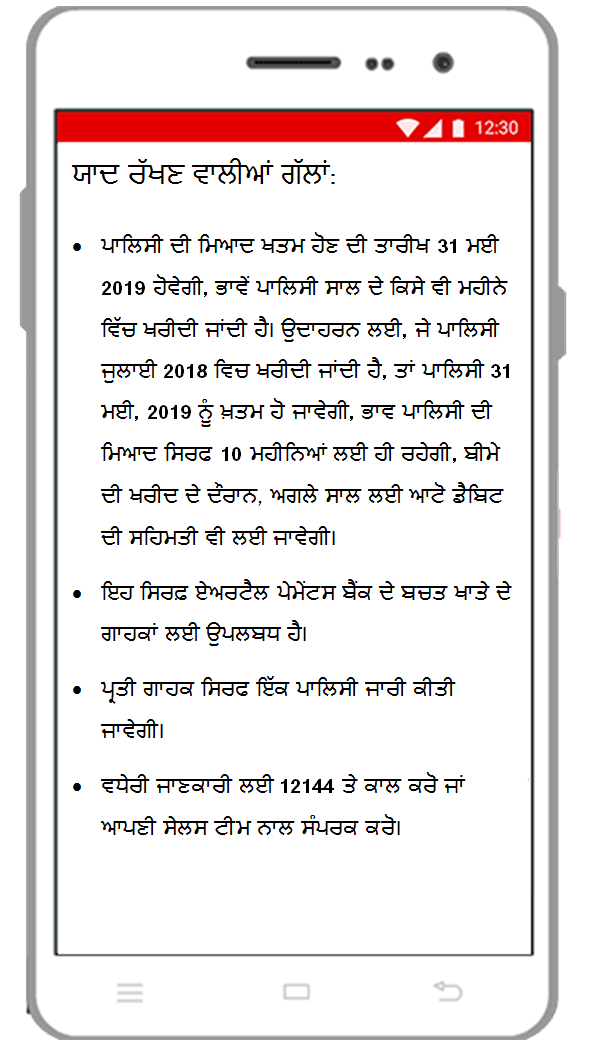 12:30
ਯਾਦ ਰੱਖਣ ਵਾਲੀਆਂ ਗੱਲਾਂ:
• ਪਾਲਿਸੀ ਦੀ ਮਿਆਦ ਖਤਮ ਹੋਣ ਦੀ ਤਾਰੀਖ 31 ਮਈ
2019 ਹੋਵੇਗੀ, ਭਾਵੇਂ ਪਾਲਿਸੀ ਸਾਲ ਦੇ ਕਿਸੇ ਵੀ ਮਹੀਨੇ
ਵਿੱਚ ਖਰੀਦੀ ਜਾਂਦੀ ਹੈ। ਉਦਾਹਰਨ ਲਈ, ਜੇ ਪਾਲਿਸੀ
ਜੁਲਾਈ 2018 ਵਿਚ ਖਰੀਦੀ ਜਾਂਦੀ ਹੈ, ਤਾਂ ਪਾਲਿਸੀ 31
ਮਈ, 2019 ਨੂੰ ਖ਼ਤਮ ਹੋ ਜਾਵੇਗੀ, ਭਾਵ ਪਾਲਿਸੀ ਦੀ
ਮਿਆਦ ਸਿਰਫ 10 ਮਹੀਨਿਆਂ ਲਈ ਹੀ ਰਹੇਗੀ, ਬੀਮੇ
ਦੀ ਖਰੀਦ ਦੇ ਦੌਰਾਨ, ਅਗਲੇ ਸਾਲ ਲਈ ਆਟੋ ਡੈਬਿਟ
ਦੀ ਸਹਿਮਤੀ ਵੀ ਲਈ ਜਾਵੇਗੀ।
• ਇਹ ਸਿਰਫ਼ ਏਅਰਟੈਲ ਪੇਮੇਂਟਸ ਬੈਂਕ ਦੇ ਬਚਤ ਖਾਤੇ ਦੇ
ਗਾਹਕਾਂ ਲਈ ਉਪਲਬਧ ਹੈ।
• ਪ੍ਰਤੀ ਗਾਹਕ ਸਿਰਫ ਇੱਕ ਪਾਲਿਸੀ ਜਾਰੀ ਕੀਤੀ
ਜਾਵੇਗੀ।
• ਵਧੇਰੀ ਜਾਣਕਾਰੀ ਲਈ 12144 ਤੇ ਕਾਲ ਕਰੋ ਜਾਂ
ਆਪਣੀ ਸੇਲਸ ਟੀਮ ਨਾਲ ਸੰਪਰਕ ਕਰੋ।